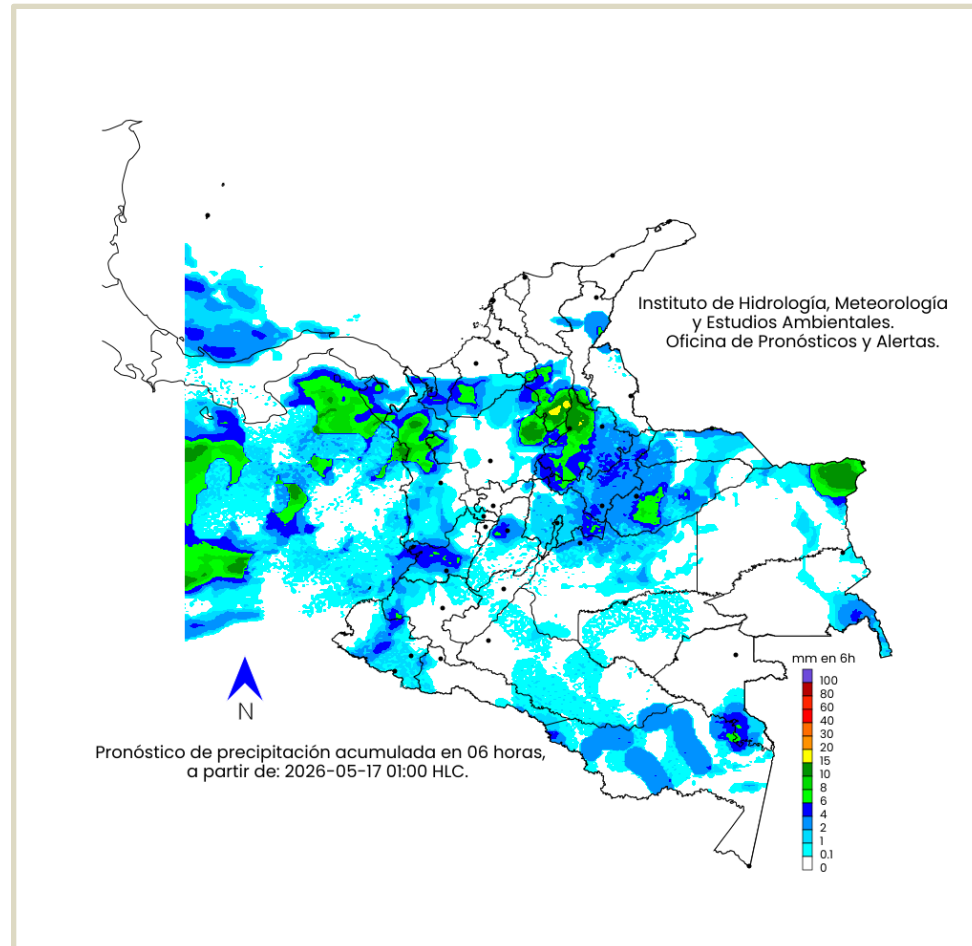 Instituto de Hidrología, Meteorología
y Estudios Ambientales.
Oficina de Pronósticos y Alertas.
mm en 6h
100
80
60
40
30
20
15
10
8
6
4
2
1
0.1
0
N
Pronóstico de precipitación acumulada en 06 horas,
a partir de: 2026-05-17 01:00 HLC.